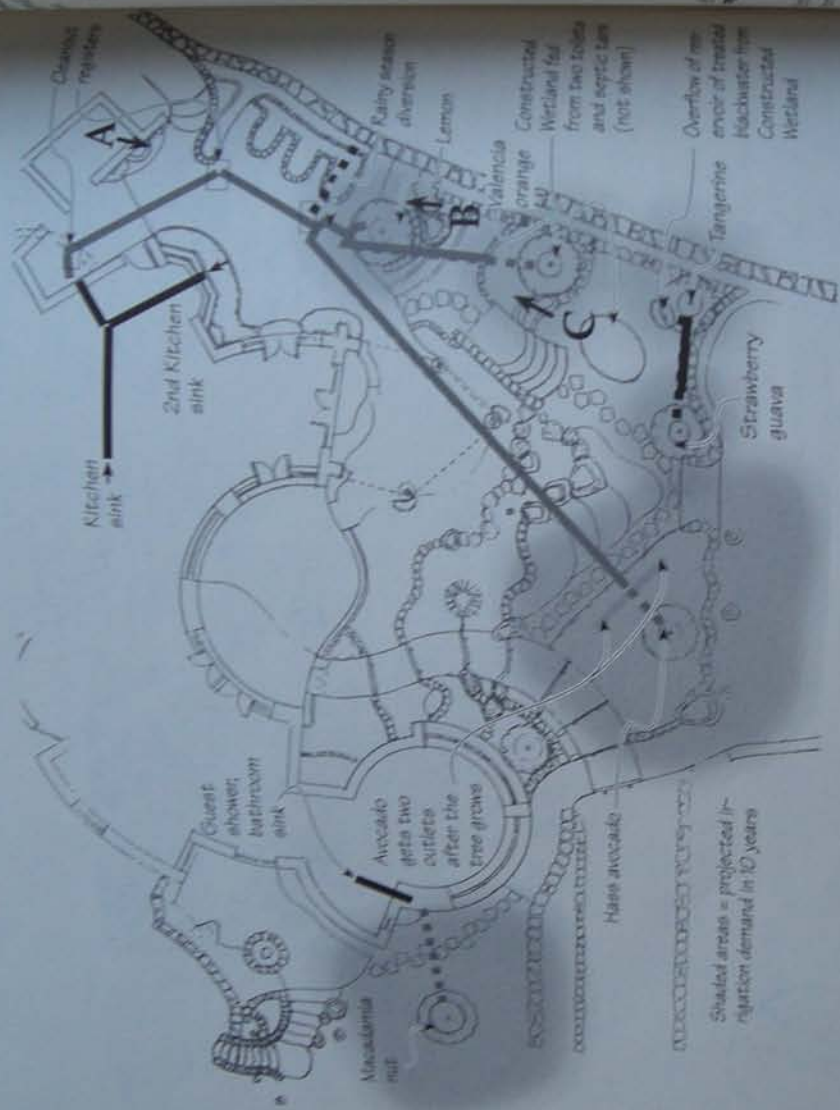 Cleanout
registers
A
Rainy season
diversion
Lemon
B
Valencia
orange
Constructed
Wetland fed
from two toilets
and septic tank
(not shown)
C
Overflow of res-
ervoir of treated
blackwater from
Constructed
Wetland
Tangerine
Strawberry
guava
2nd Kitchen
sink
Kitchen
sink
Guest
shower,
bathroom
sink
Avocado
gets two
outlets
after the
tree grows
Hass avocado
Macadamia
nut
Shaded areas = projected ir-
rigation demand in 10 years